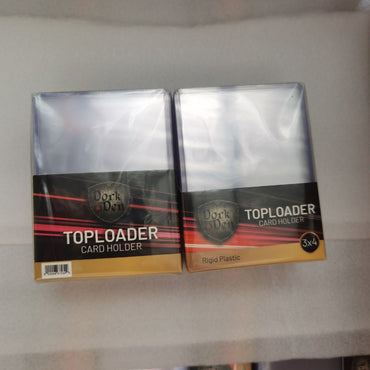 Dork
Den
TOPLOADER
CARD HOLDER
Dork
Den
TOPLOADER
CARD HOLDER
3x4
Rigid Plastic